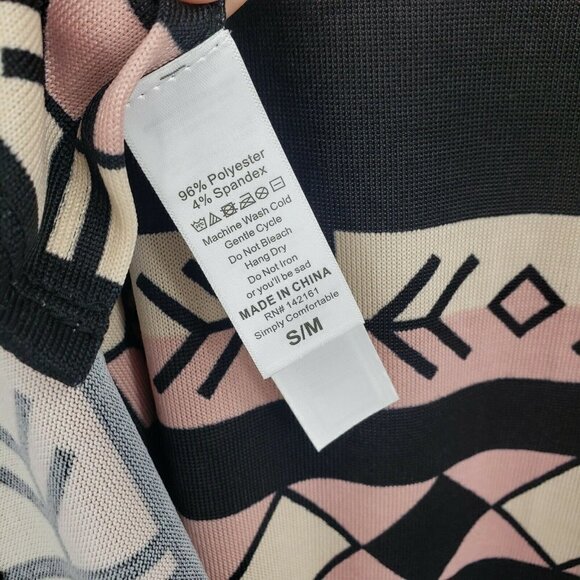 96% Polyester
4% Spandex
Machine Wash Cold
Gentle Cycle
Do Not Bleach
Hang Dry
Do Not Iron
or you'll be sad
MADE IN CHINA
RN# 142161
Simply Comfortable
S/M